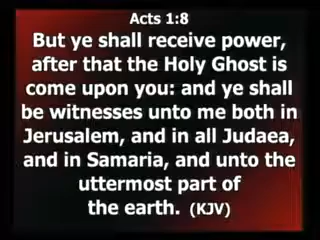 Acts 1:8
But ye shall receive power,
after that the Holy Ghost is
come upon you: and ye shall
be witnesses unto me both in
Jerusalem, and in all Judaea,
and in Samaria, and unto the
uttermost part of
the earth. (KJV)